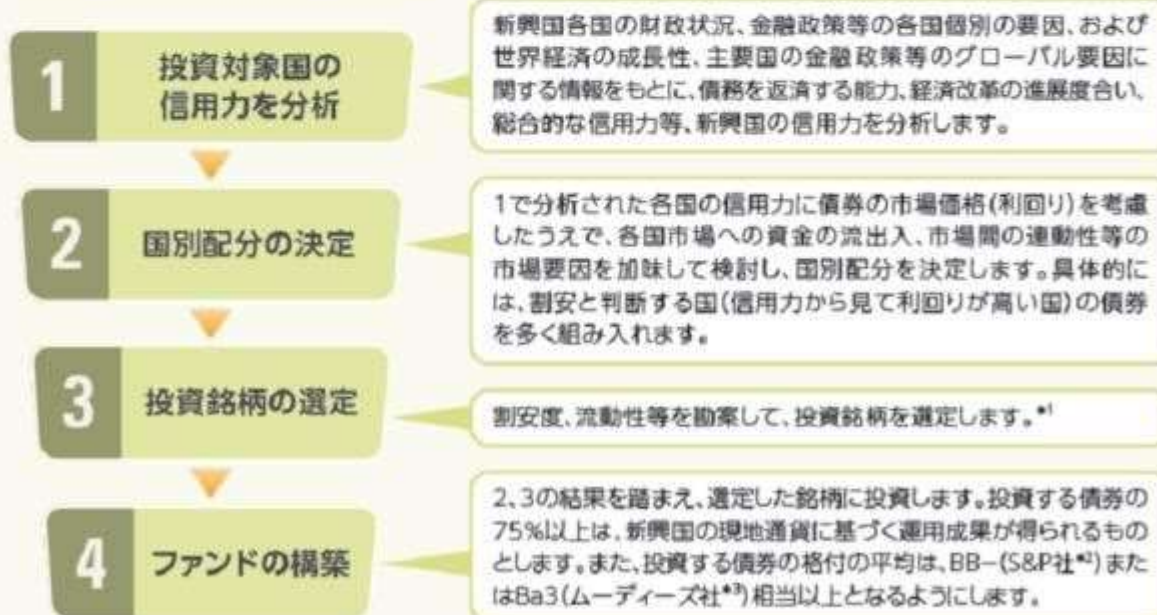 1
投資対象国の
信用力を分析
新興国各国の財政状況、金融政策等の各国個別の要因、および
世界経済の成長性、主要国の金融政策等のグローバル要因に
関する情報をもとに、債務を返済する能力、経済改革の進展度合い、
総合的な信用力等、新興国の信用力を分析します。
2
国別配分の決定
1で分析された各国の信用力に債券の市場価格(利回り)を考慮
したうえで、各国市場への資金の流出入、市場間の連動性等の
市場要因を加味して検討し、国別配分を決定します。具体的に
は、割安と判断する国(信用力から見て利回りが高い国)の債券
を多く組み入れます。
3
投資銘柄の選定
割安度、流動性等を勘案して、投資銘柄を選定します。*1
4
ファンドの構築
2、3の結果を踏まえ、選定した銘柄に投資します。投資する債券の
75%以上は、新興国の現地通貨に基づく運用成果が得られるもの
とします。また、投資する債券の格付の平均は、BB−(S&P社*2)また
はBa3(ムーディーズ社*3)相当以上となるようにします。